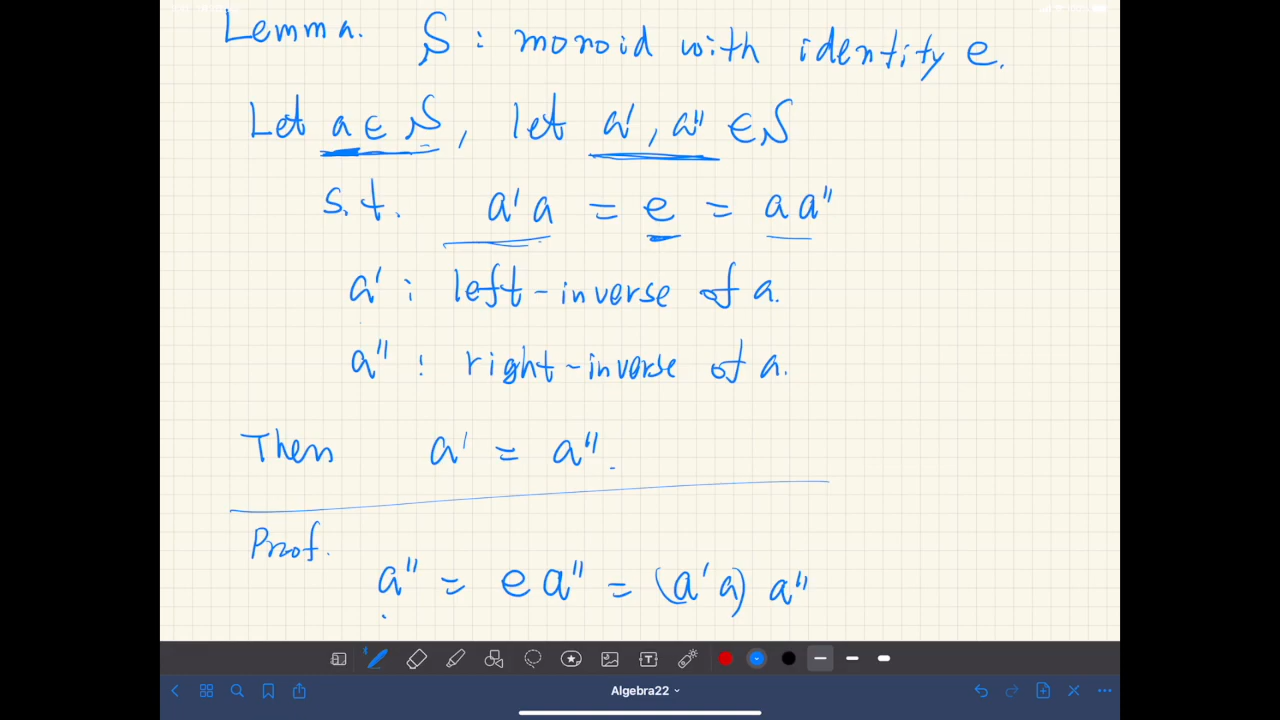 Lemma. S : monoid with identity e.
Let a ∈ S, let a', a'' ∈ S
s.t. a'a = e = aa''
a' : left-inverse of a.
a'' : right-inverse of a.
Then a' = a''.
Proof.
a'' = ea'' = (a'a)a''
Algebra22